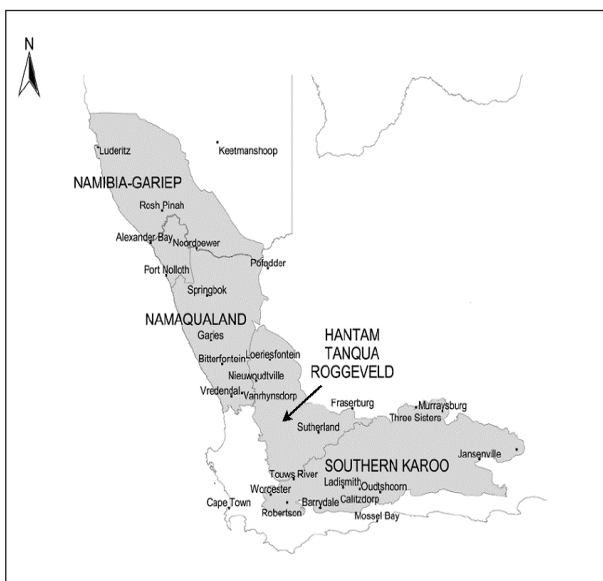 N
Luderitz
Keetmanshoop
NAMIBIA-GARIEP
Rosh Pinah
Alexander Bay
Noordoewer
Pofadder
Port Nolloth
Springbok
NAMAQUALAND
Garies
HANTAM
TANQUA
ROGGEVELD
Loeriesfontein
Bitterfontein
Nieuwoudtville
Vredendal
Vanrhynsdorp
Fraserburg
Murraysburg
Three Sisters
Sutherland
Jansenville
SOUTHERN KAROO
Touws River
Ladismith
Oudtshoorn
Worcester
Calitzdorp
Cape Town
Robertson
Barrydale
Mossel Bay